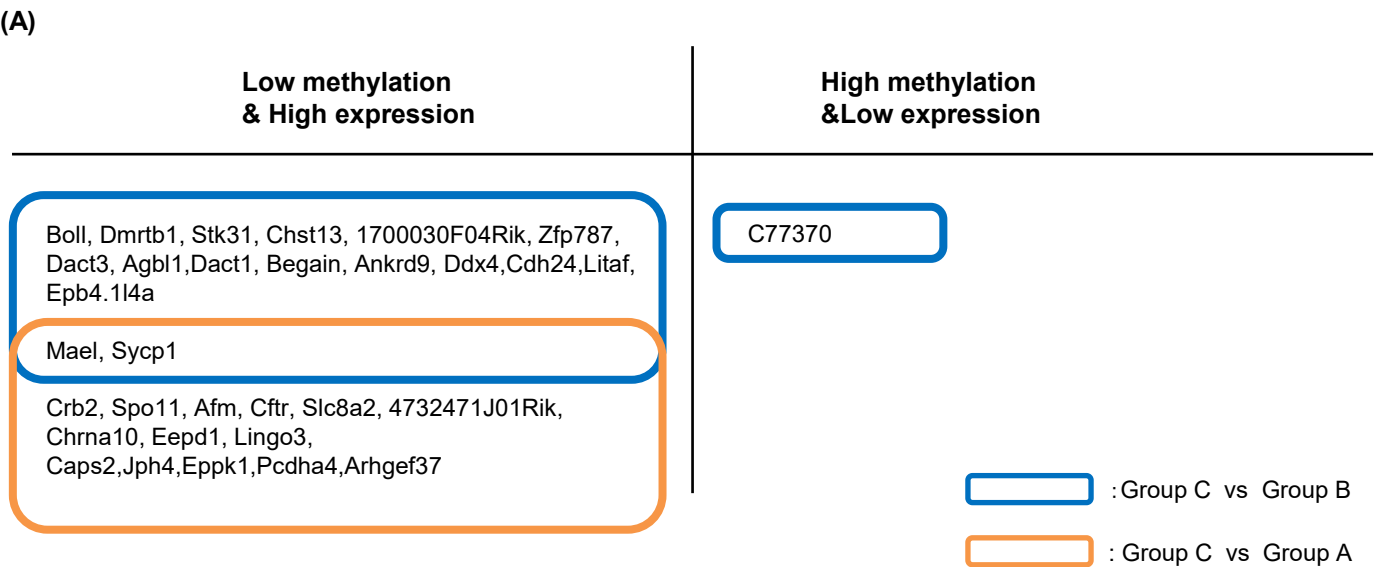 (A)
Low methylation
& High expression
High methylation
&Low expression
Boll, Dmrtb1, Stk31, Chst13, 1700030F04Rik, Zfp787,
Dact3, Agbl1,Dact1, Begain, Ankrd9, Ddx4,Cdh24,Litaf,
Epb4.1l4a
C77370
Mael, Sycp1
Crb2, Spo11, Afm, Cftr, Slc8a2, 4732471J01Rik,
Chrna10, Eepd1, Lingo3,
Caps2,Jph4,Eppk1,Pcdha4,Arhgef37
:Group C vs Group B
: Group C vs Group A